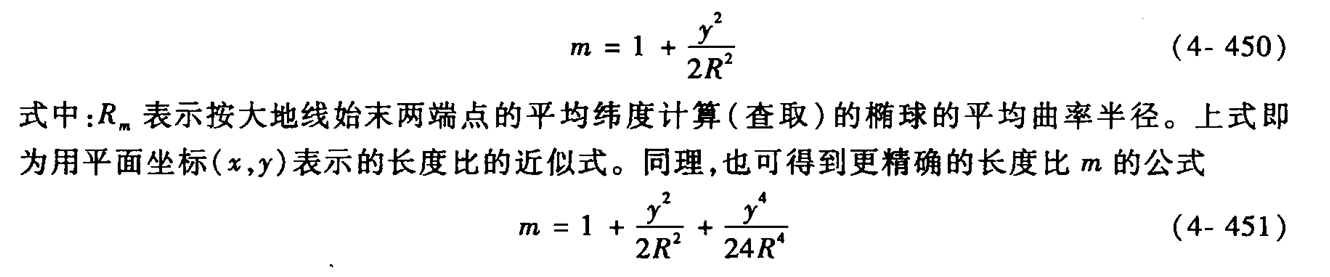 m = 1 + \frac{y^2}{2R^2} (4-450)
式中:R_m 表示按大地线始末两端点的平均纬度计算(查取)的椭球的平均曲率半径。上式即
为用平面坐标(x,y)表示的长度比的近似式。同理,也可得到更精确的长度比 m 的公式
m = 1 + \frac{y^2}{2R^2} + \frac{y^4}{24R^4} (4-451)